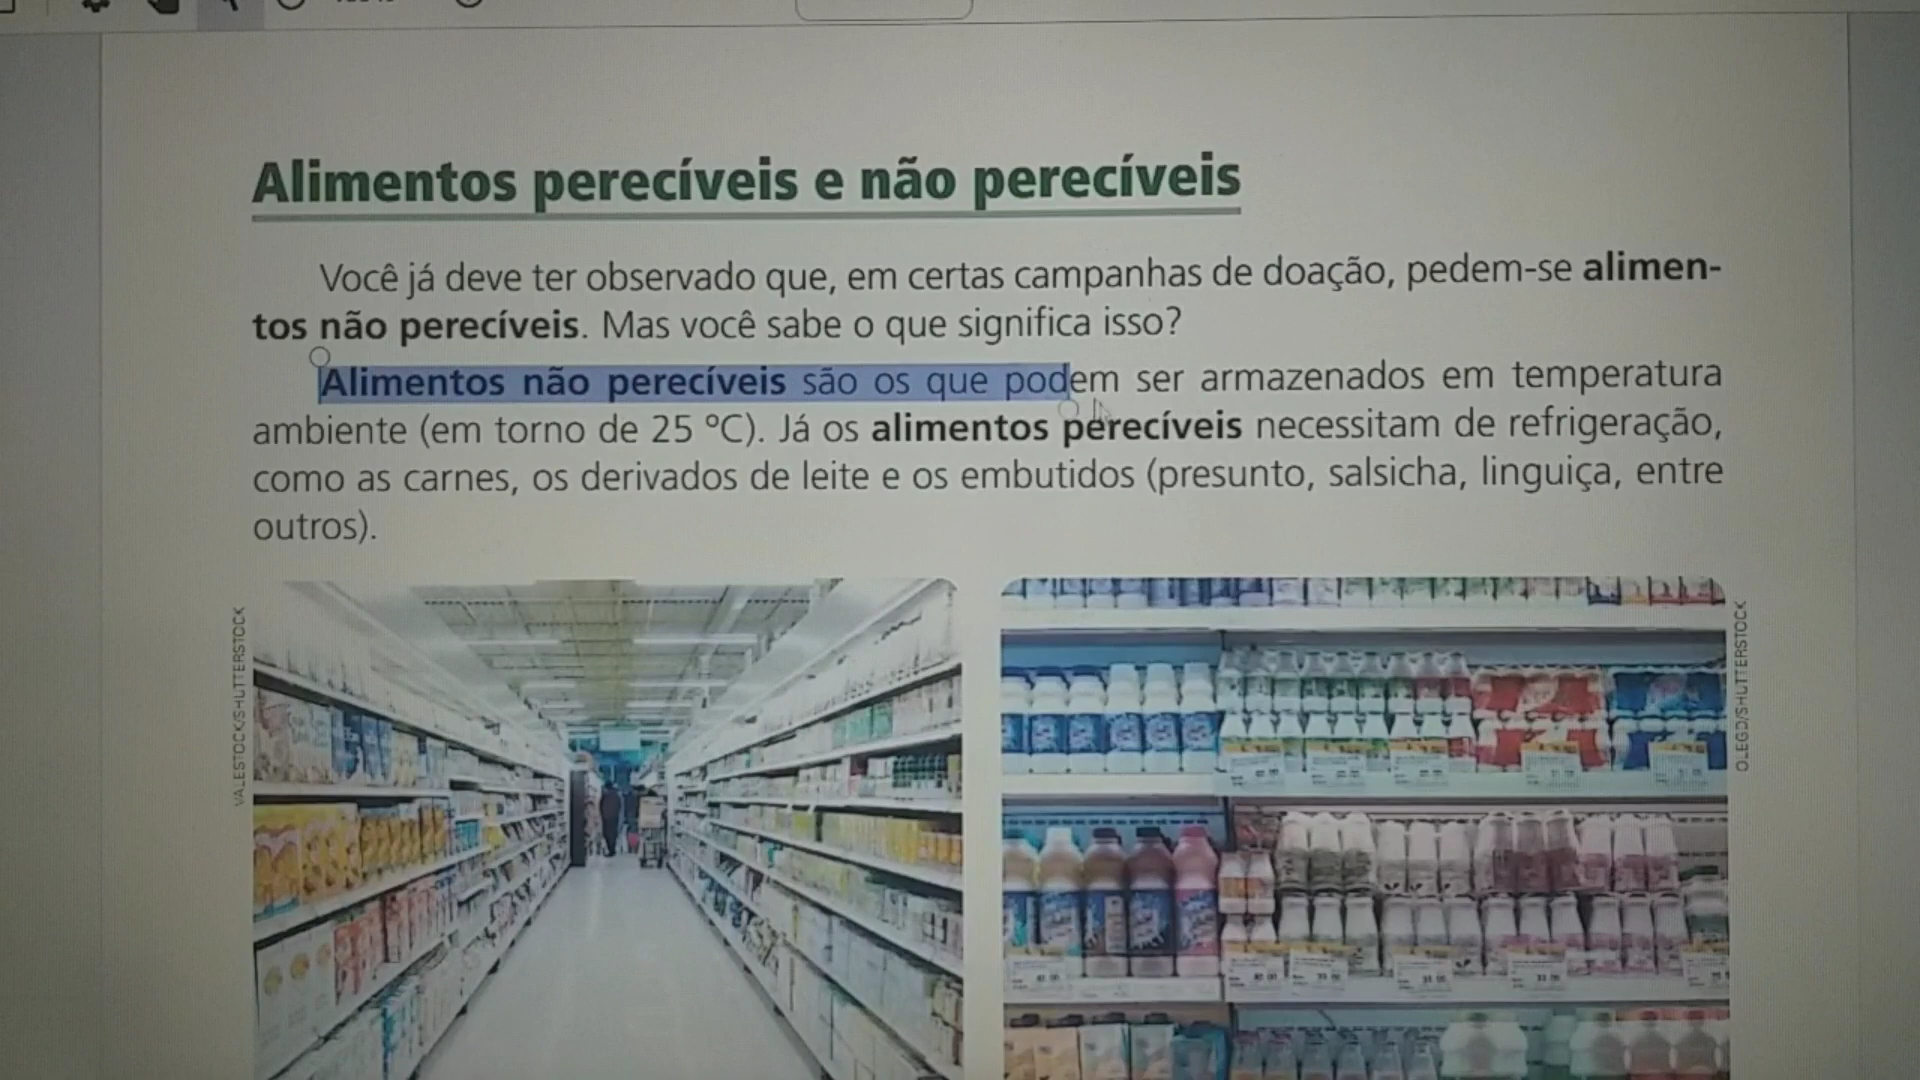 Alimentos perecíveis e não perecíveis
Você já deve ter observado que, em certas campanhas de doação, pedem-se alimen-
tos não perecíveis. Mas você sabe o que significa isso?
Alimentos não perecíveis são os que podem ser armazenados em temperatura
ambiente (em torno de 25 ºC). Já os alimentos perecíveis necessitam de refrigeração,
como as carnes, os derivados de leite e os embutidos (presunto, salsicha, linguiça, entre
outros).
VALESTOCK/SHUTTERSTOCK
OLEGD/SHUTTERSTOCK